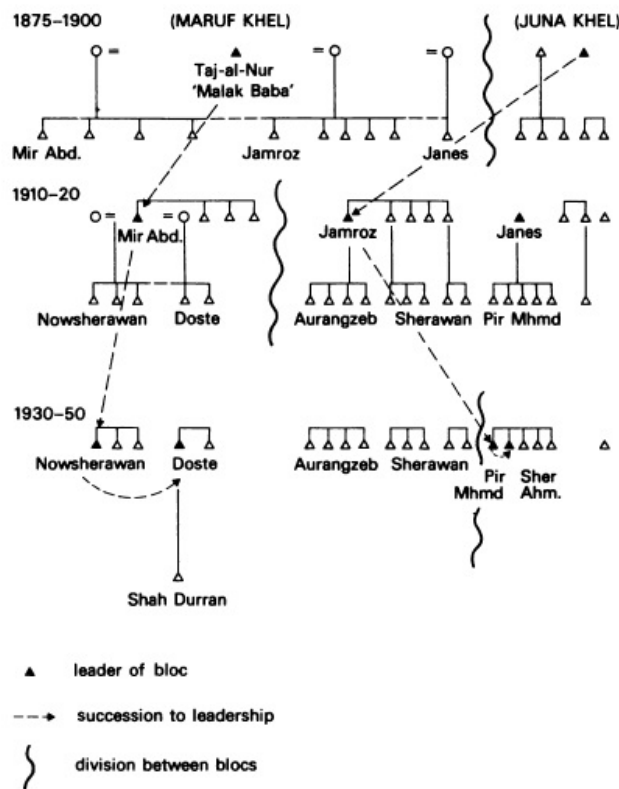 1875–1900 (MARUF KHEL) (JUNA KHEL)
Taj-al-Nur
'Malak Baba'
Mir Abd. Jamroz Janes
1910–20
Mir Abd. Jamroz Janes
Nowsherawan Doste Aurangzeb Sherawan Pir Mhmd
1930–50
Nowsherawan Doste Aurangzeb Sherawan Pir Sher
Mhmd Ahm.
Shah Durran
leader of bloc
succession to leadership
division between blocs